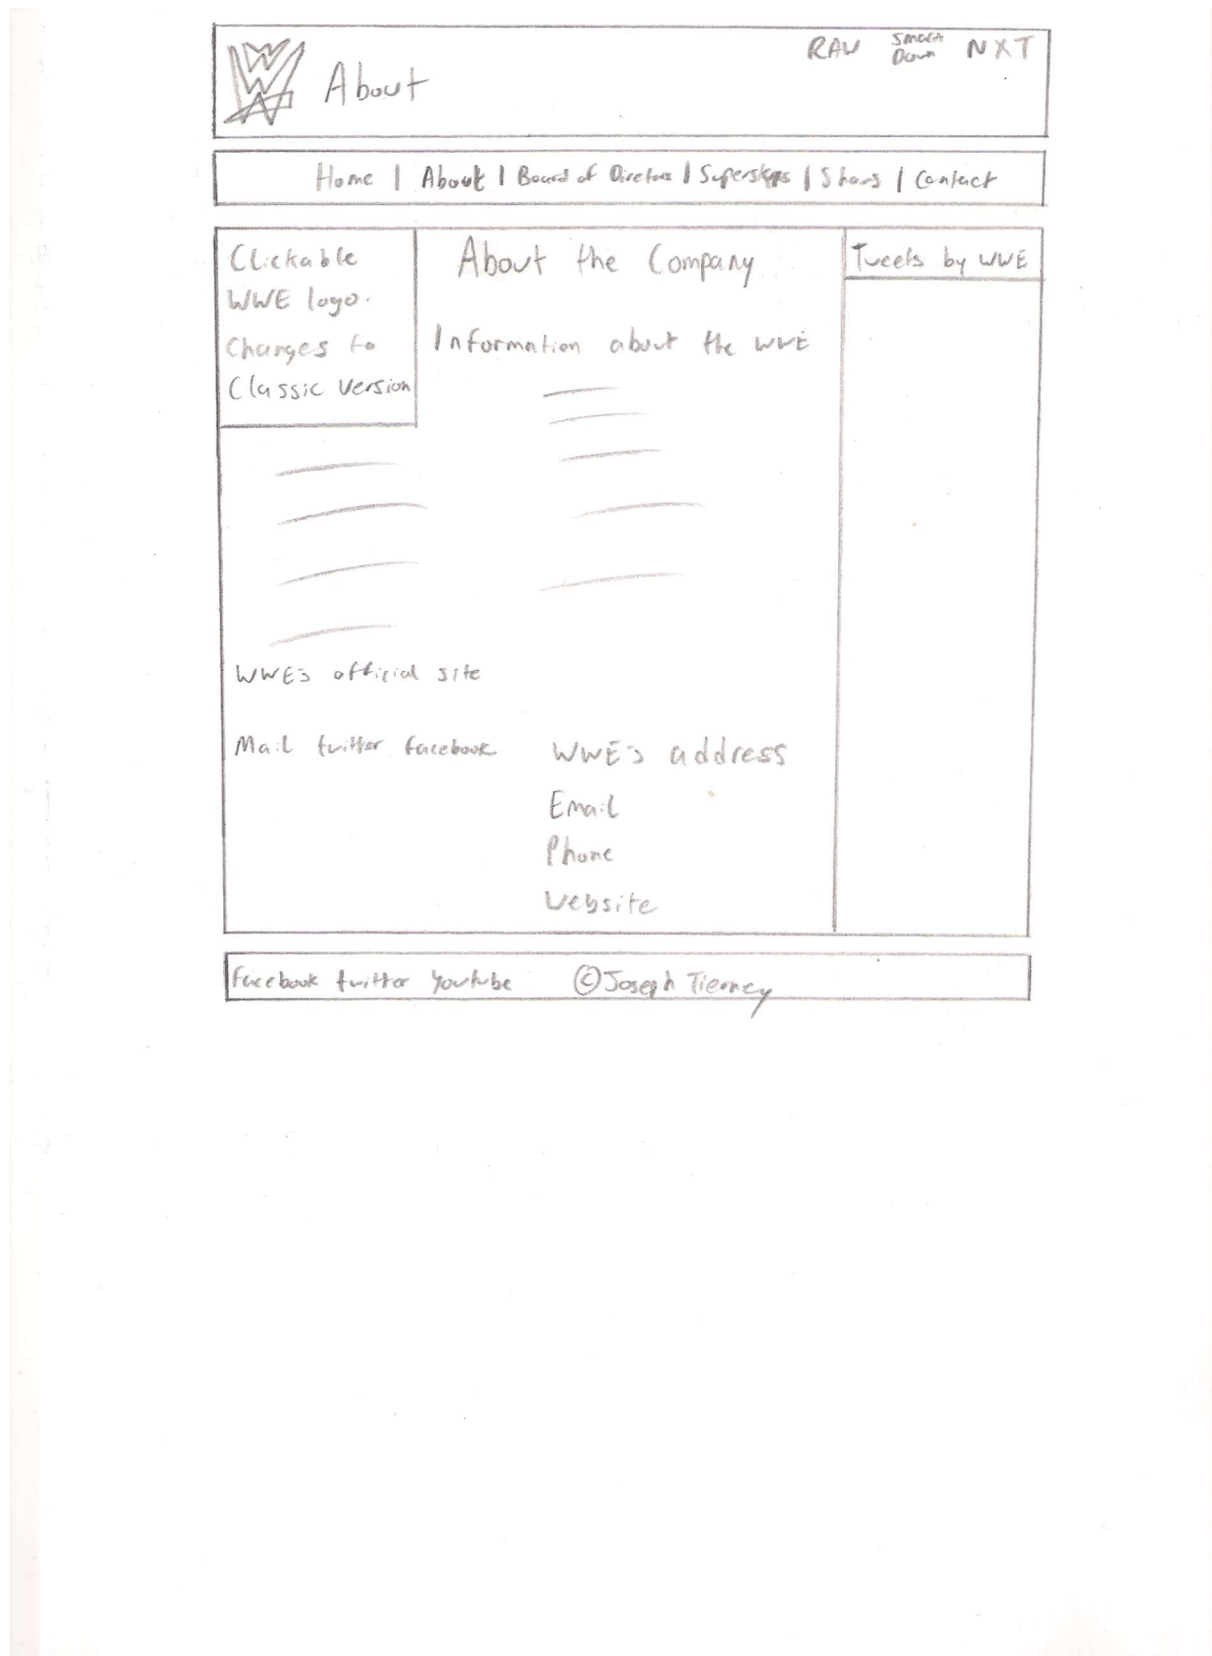 WWE About
RAW Smack Down NXT
Home | About | Board of Directors | Superstars | Shows | Contact
Clickable
WWE logo.
Changes to
Classic Version
About the Company
Information about the WWE
WWE's official site
Mail twitter facebook
WWE's address
Email
Phone
Website
Tweets by WWE
Facebook twitter Youtube ©Joseph Tierney